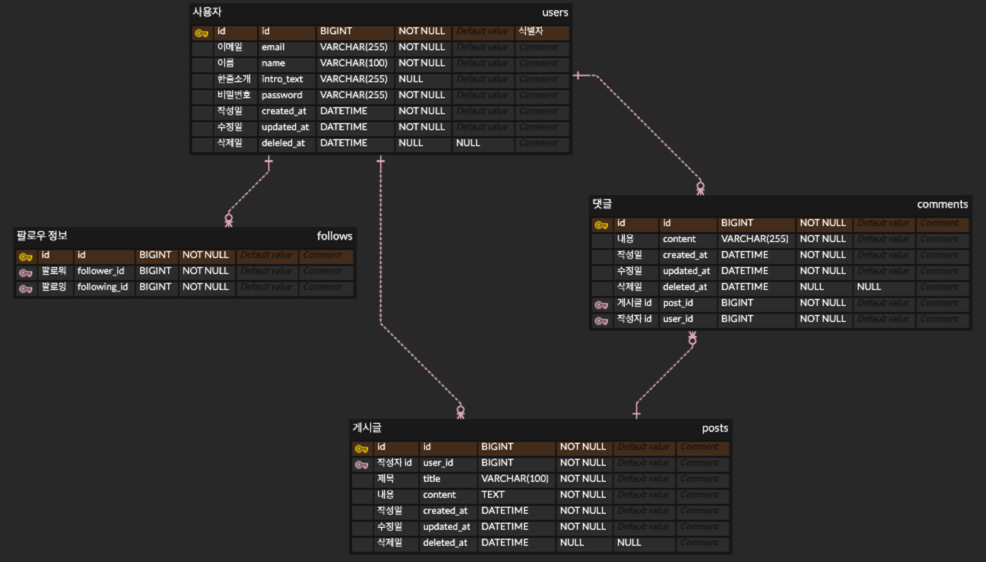 사용자 users
id id BIGINT NOT NULL Default value 식별자
이메일 email VARCHAR(255) NOT NULL Default value Comment
이름 name VARCHAR(100) NOT NULL Default value Comment
한줄소개 intro_text VARCHAR(255) NULL Default value Comment
비밀번호 password VARCHAR(255) NOT NULL Default value Comment
작성일 created_at DATETIME NOT NULL Default value Comment
수정일 updated_at DATETIME NOT NULL Default value Comment
삭제일 deleled_at DATETIME NULL NULL Comment
팔로우 정보 follows
id id BIGINT NOT NULL Default value Comment
팔로워 follower_id BIGINT NOT NULL Default value Comment
팔로잉 following_id BIGINT NOT NULL Default value Comment
댓글 comments
id id BIGINT NOT NULL Default value Comment
내용 content VARCHAR(255) NOT NULL Default value Comment
작성일 created_at DATETIME NOT NULL Default value Comment
수정일 updated_at DATETIME NOT NULL Default value Comment
삭제일 deleted_at DATETIME NULL NULL Comment
게시글 id post_id BIGINT NOT NULL Default value Comment
작성자 id user_id BIGINT NOT NULL Default value Comment
게시글 posts
id id BIGINT NOT NULL Default value Comment
작성자 id user_id BIGINT NOT NULL Default value Comment
제목 title VARCHAR(100) NOT NULL Default value Comment
내용 content TEXT NOT NULL Default value Comment
작성일 created_at DATETIME NOT NULL Default value Comment
수정일 updated_at DATETIME NOT NULL Default value Comment
삭제일 deleted_at DATETIME NULL NULL Comment